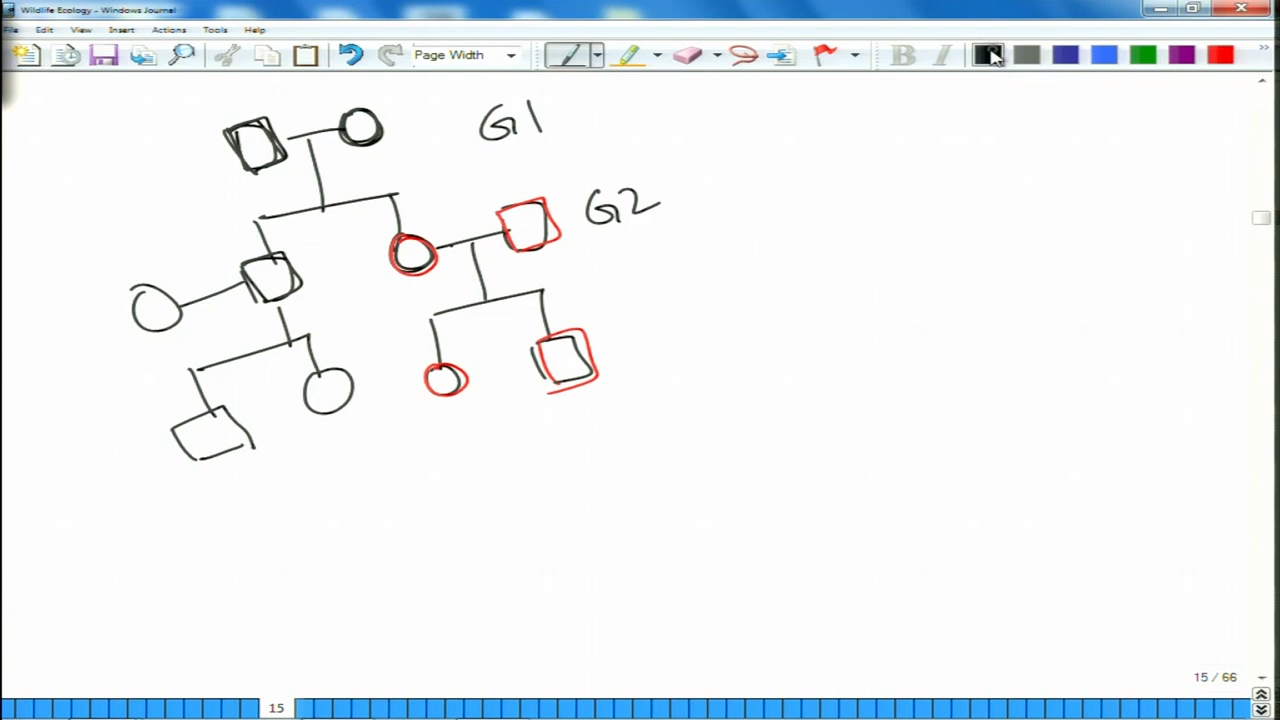 Wildlife Ecology - Windows Journal
File Edit View Insert Actions Tools Help
Page Width B I
G1
G2
15 / 66
15